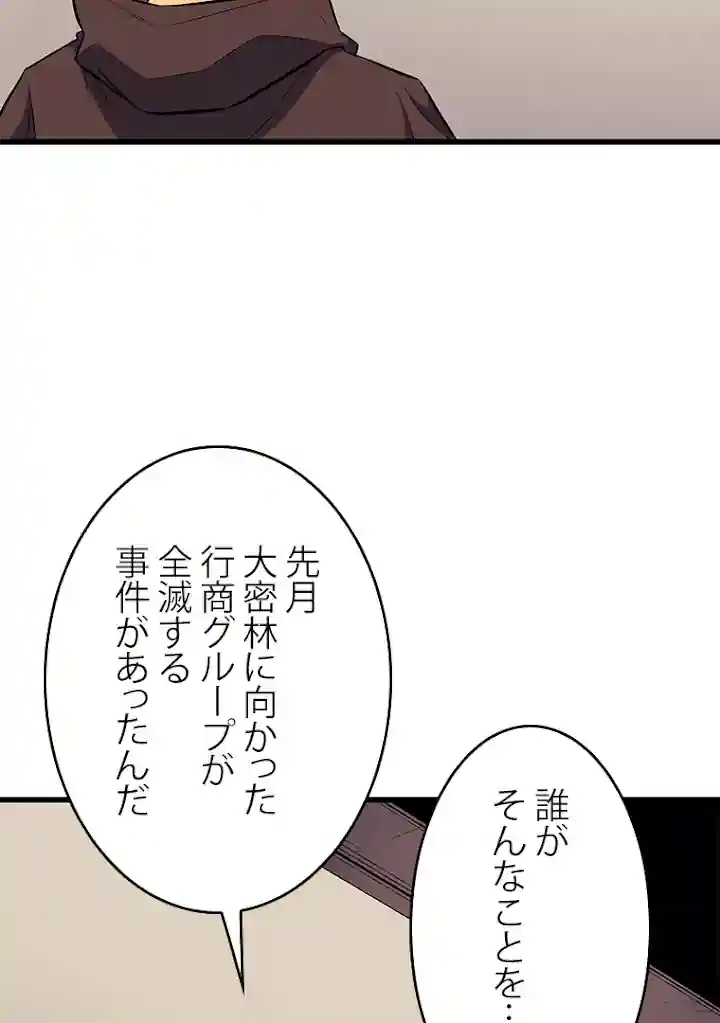 先月
大密林に向かった
行商グループが
全滅する
事件があったんだ
誰が
そんなことを…